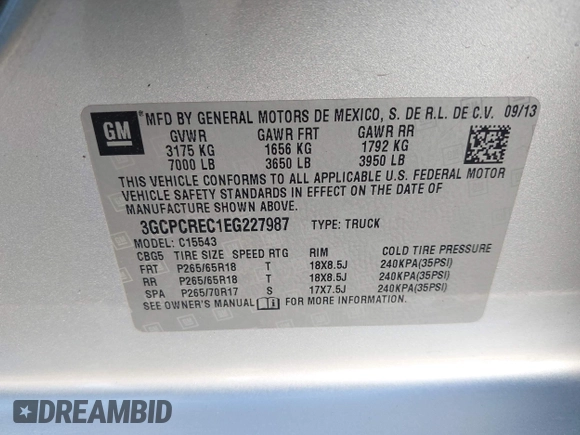 GM
MFD BY GENERAL MOTORS DE MEXICO, S. DE R.L. DE C.V. 09/13
GVWR GAWR FRT GAWR RR
3175 KG 1656 KG 1792 KG
7000 LB 3650 LB 3950 LB
THIS VEHICLE CONFORMS TO ALL APPLICABLE U.S. FEDERAL MOTOR
VEHICLE SAFETY STANDARDS IN EFFECT ON THE DATE OF
MANUFACTURE SHOWN ABOVE.
3GCPCREC1EG227987 TYPE: TRUCK
MODEL: C15543
CBG5 TIRE SIZE SPEED RTG RIM COLD TIRE PRESSURE
FRT P265/65R18 T 18X8.5J 240KPA(35PSI)
RR P265/65R18 T 18X8.5J 240KPA(35PSI)
SPA P265/70R17 S 17X7.5J 240KPA(35PSI)
SEE OWNER'S MANUAL FOR MORE INFORMATION.
DREAMBID